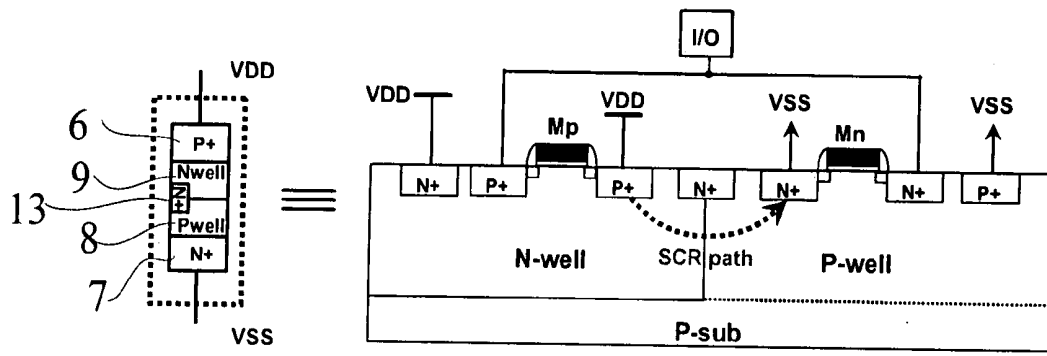 I/O
VDD
VDD
VDD
VSS
VSS
Mp
Mn
6
P+
9
Nwell
13
N+
8
Pwell
7
N+
N+
P+
P+
N+
N+
N+
P+
SCR path
N-well
P-well
P-sub
VSS